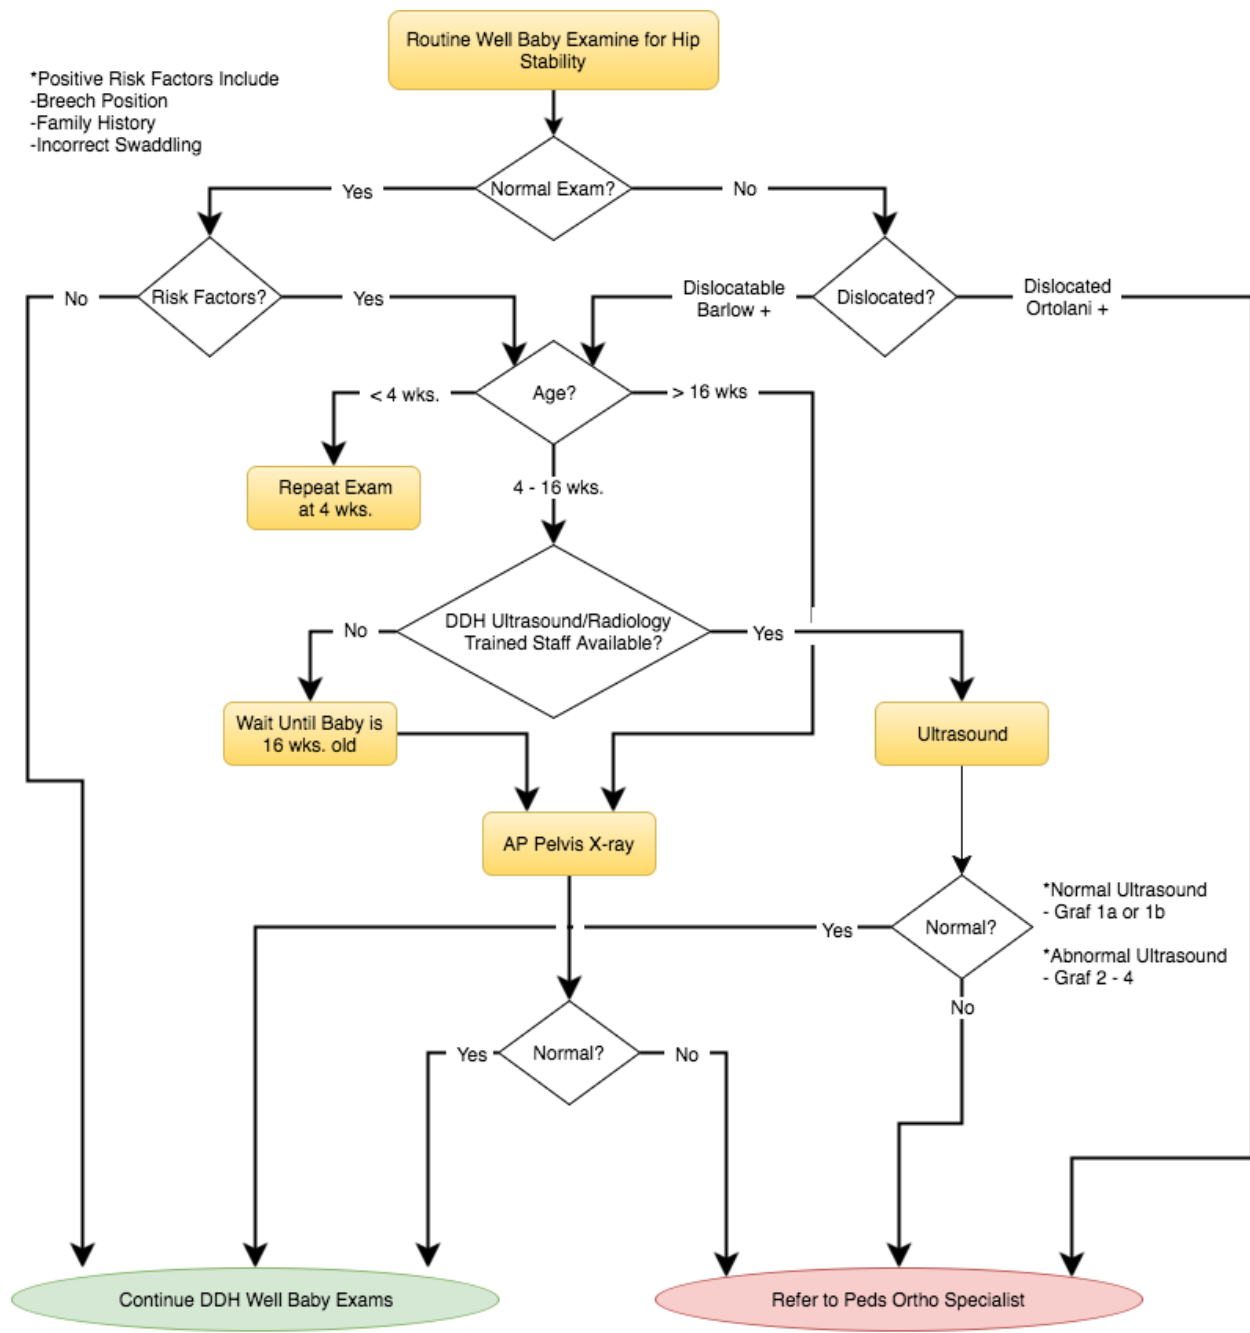 Routine Well Baby Examine for Hip
Stability
*Positive Risk Factors Include
-Breech Position
-Family History
-Incorrect Swaddling
Yes
Normal Exam?
No
No
Risk Factors?
Yes
Dislocatable
Barlow +
Dislocated?
Dislocated
Ortolani +
< 4 wks.
Age?
> 16 wks
Repeat Exam
at 4 wks.
4 - 16 wks.
No
DDH Ultrasound/Radiology
Trained Staff Available?
Yes
Wait Until Baby is
16 wks. old
Ultrasound
AP Pelvis X-ray
*Normal Ultrasound
- Graf 1a or 1b
Yes
Normal?
*Abnormal Ultrasound
- Graf 2 - 4
No
Yes
Normal?
No
Continue DDH Well Baby Exams
Refer to Peds Ortho Specialist